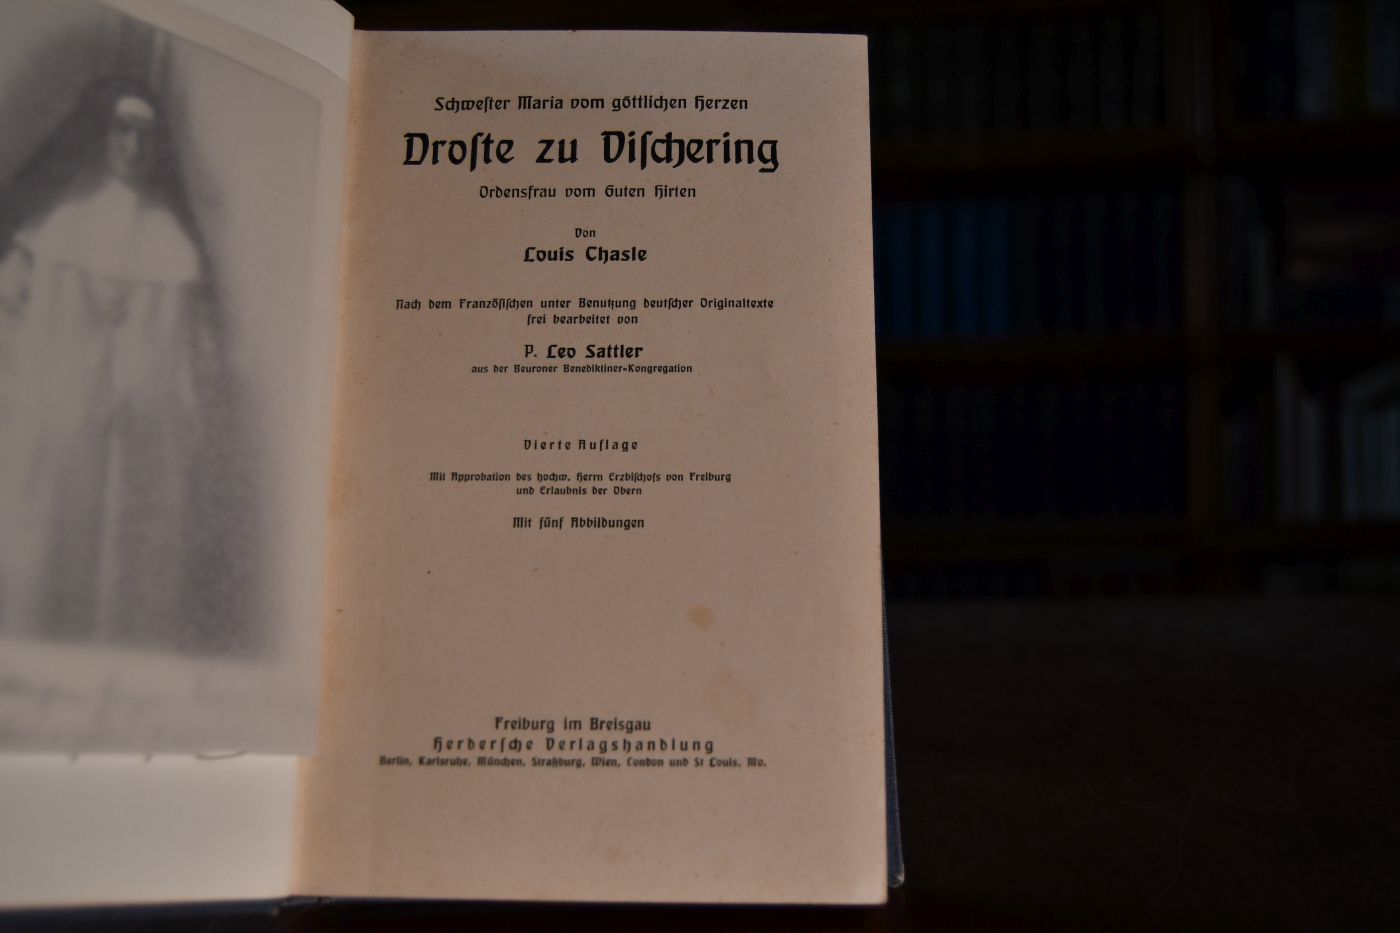 Schweſter Maria vom göttlichen Herzen
Droſte zu Viſchering
Ordensfrau vom Guten Hirten
Von
Louis Chasle
Nach dem Franzöſiſchen unter Benutzung deutſcher Originaltexte
frei bearbeitet von
P. Leo Sattler
aus der Beuroner Benediktiner-Kongregation
Vierte Auflage
Mit Approbation des hochw. Herrn Erzbiſchofs von Freiburg
und Erlaubnis der Obern
Mit fünf Abbildungen
Freiburg im Breisgau
Herderſche Verlagshandlung
Berlin, Karlsruhe, München, Straßburg, Wien, London und St Louis, Mo.